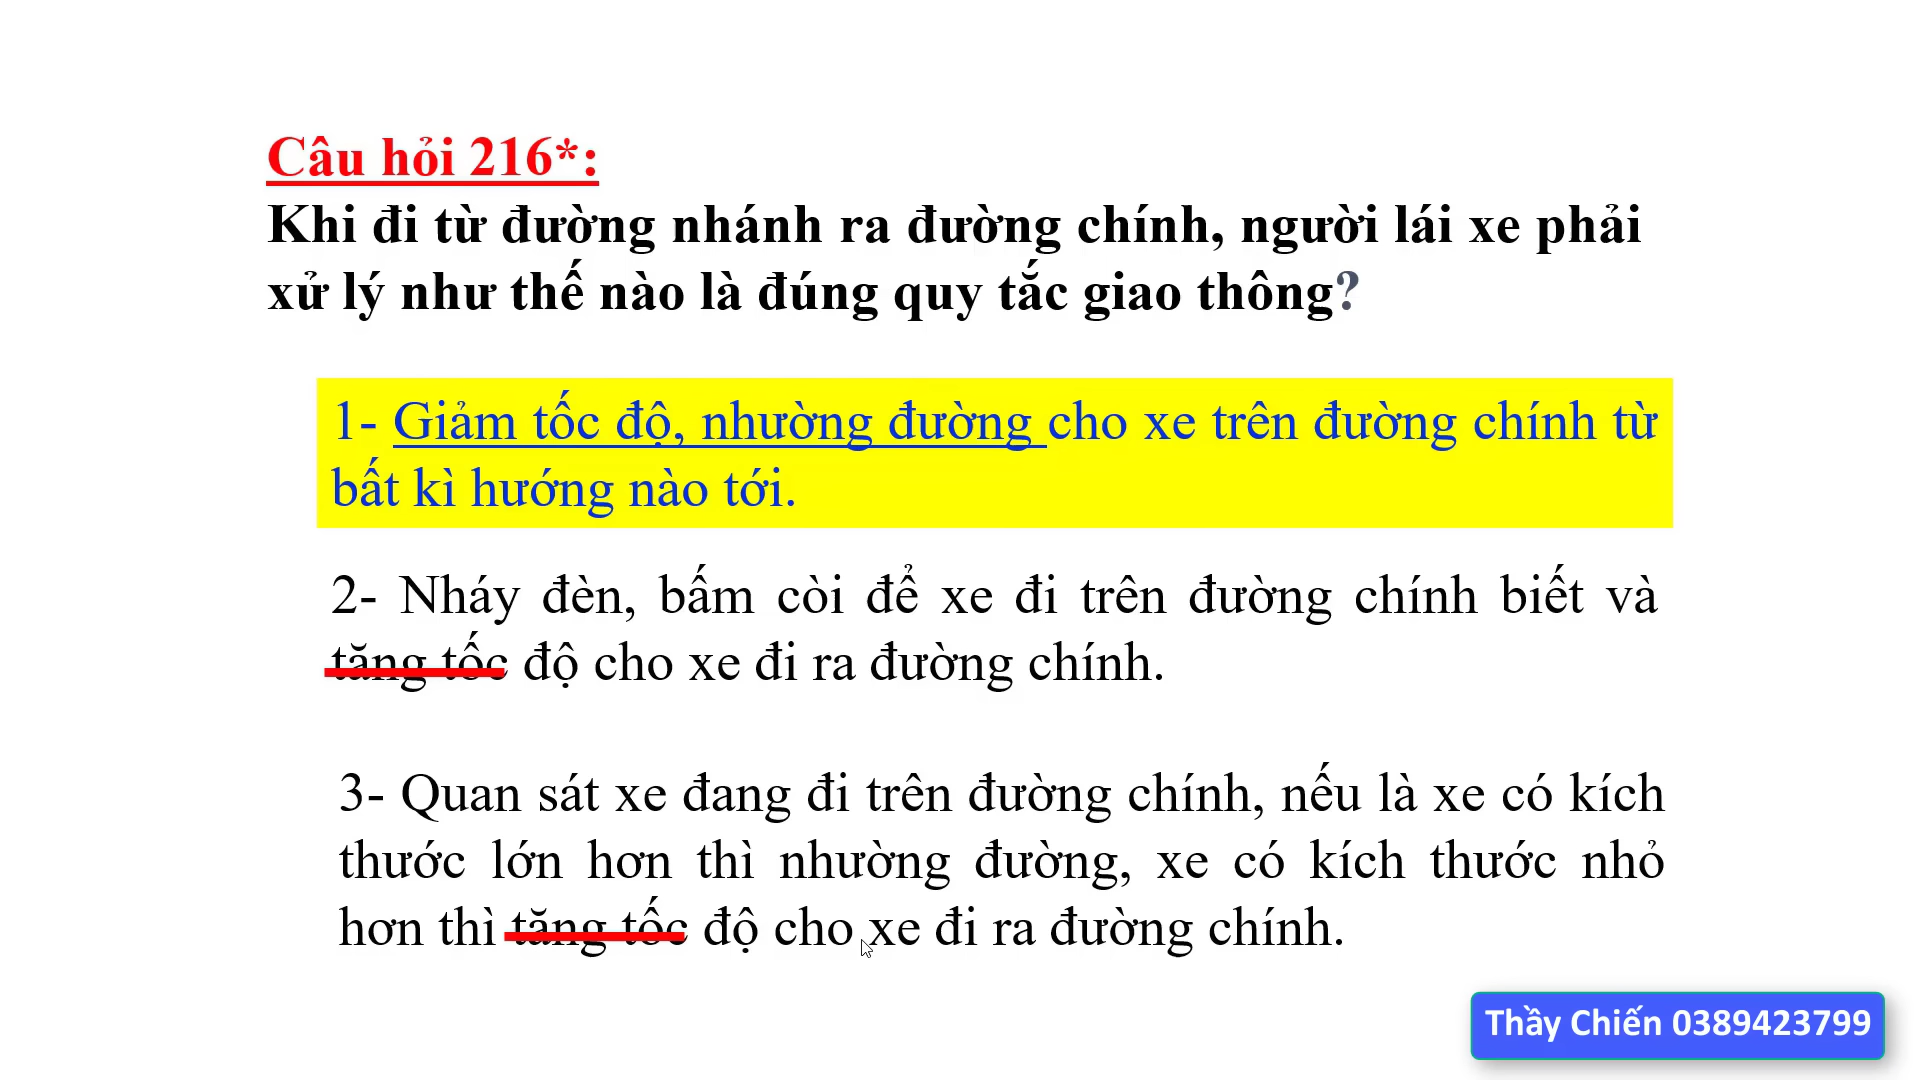 Câu hỏi 216*:
Khi đi từ đường nhánh ra đường chính, người lái xe phải
xử lý như thế nào là đúng quy tắc giao thông?
1- Giảm tốc độ, nhường đường cho xe trên đường chính từ
bất kì hướng nào tới.
2- Nháy đèn, bấm còi để xe đi trên đường chính biết và
tăng tốc độ cho xe đi ra đường chính.
3- Quan sát xe đang đi trên đường chính, nếu là xe có kích
thước lớn hơn thì nhường đường, xe có kích thước nhỏ
hơn thì tăng tốc độ cho xe đi ra đường chính.
Thầy Chiến 0389423799